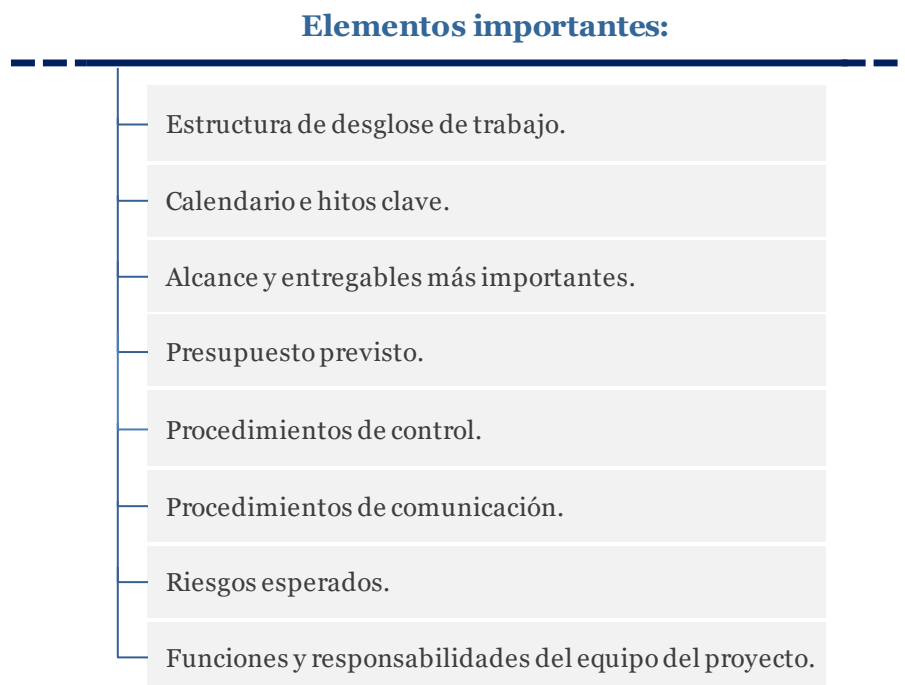 Elementos importantes:
Estructura de desglose de trabajo.
Calendario e hitos clave.
Alcance y entregables más importantes.
Presupuesto previsto.
Procedimientos de control.
Procedimientos de comunicación.
Riesgos esperados.
Funciones y responsabilidades del equipo del proyecto.